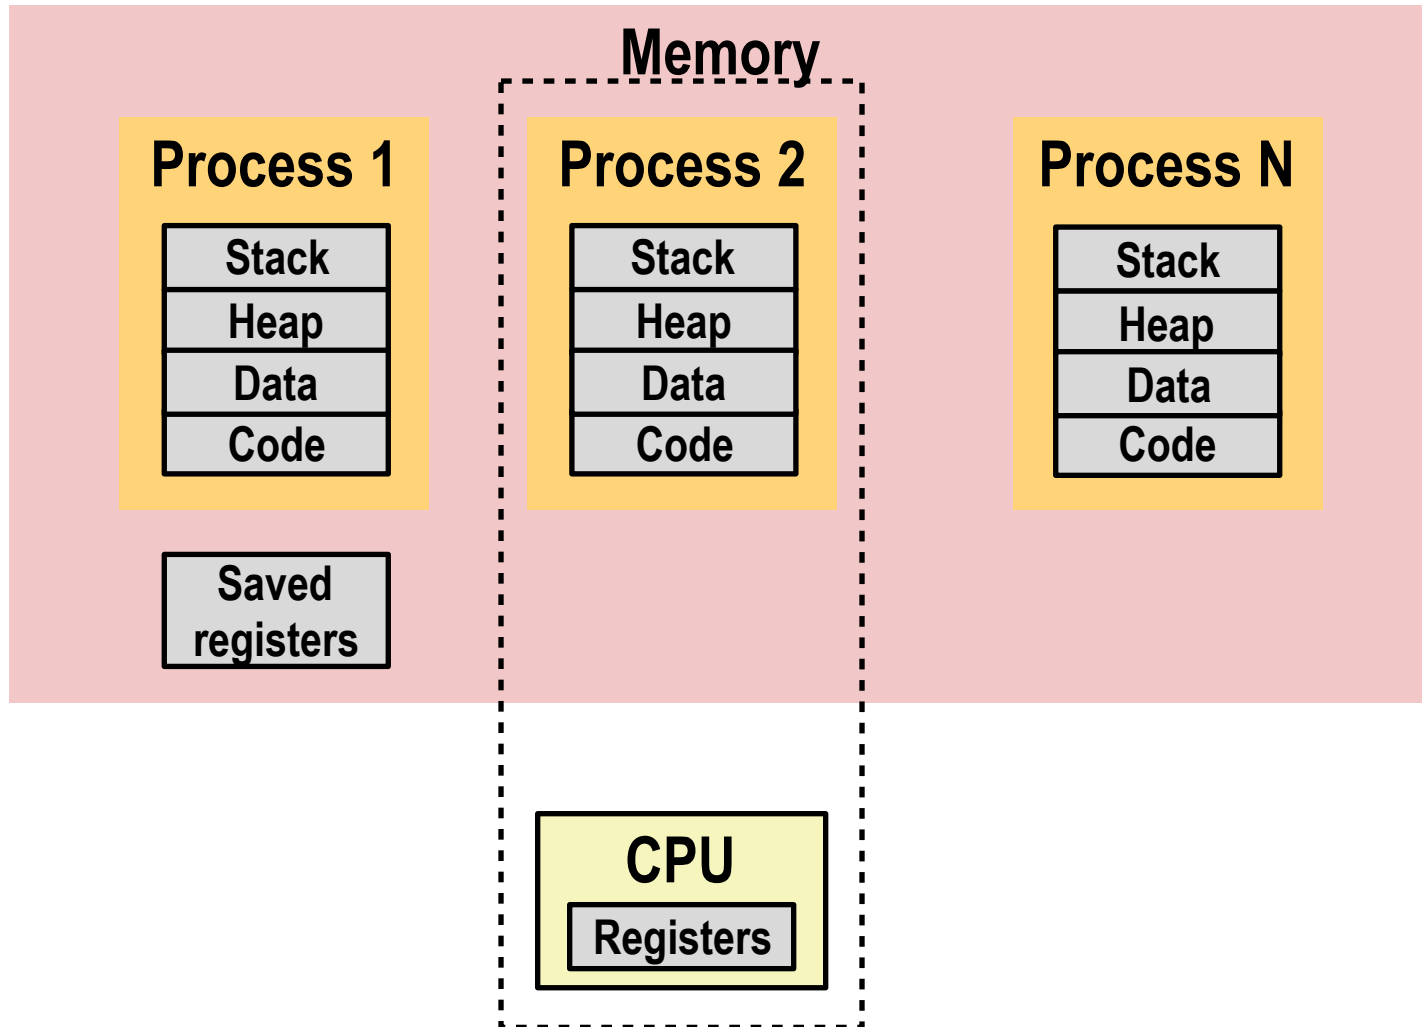 Memory
Process 1
Stack
Heap
Data
Code
Saved
registers
Process 2
Stack
Heap
Data
Code
Process N
Stack
Heap
Data
Code
CPU
Registers